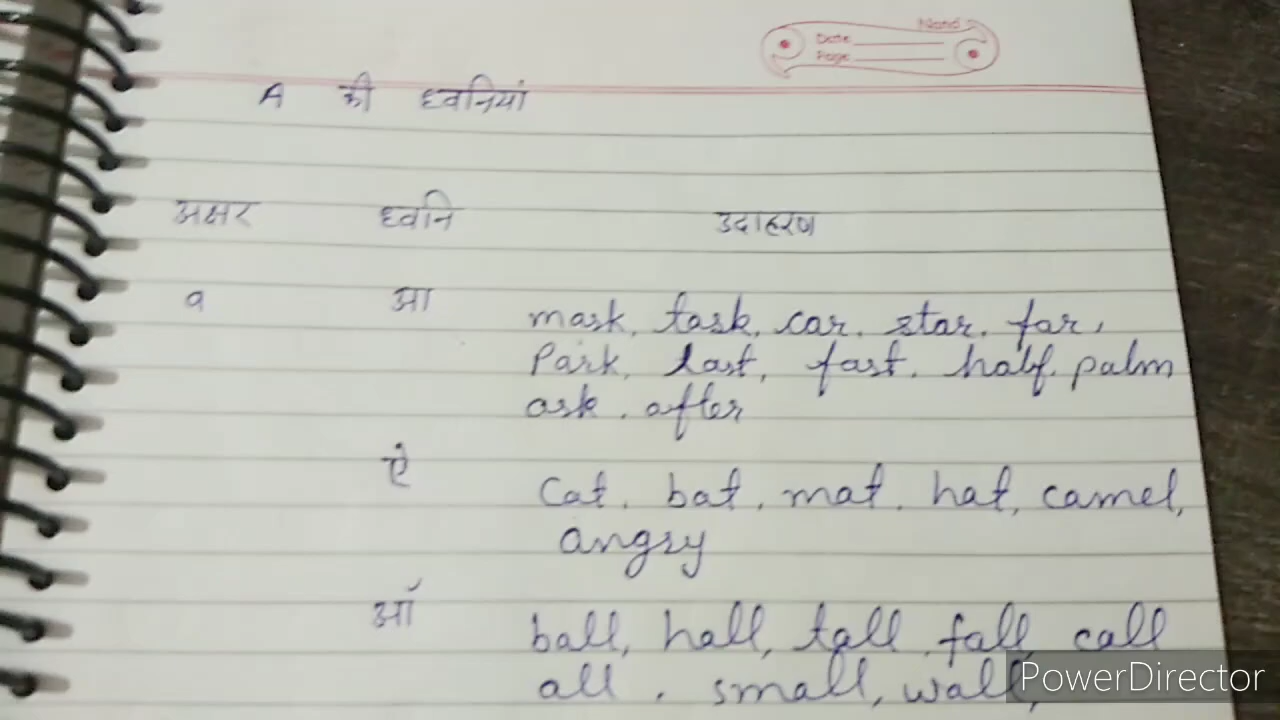 Nand
Date
Page
A की ध्वनियां
अक्षर ध्वनि उदाहरण
a आ mask, task, car, star, far,
Park, last, fast, half, palm
ask, after
ऐ cat, bat, mat, hat, camel,
angry
ऑ ball, hall, tall, fall, call
all, small, wall,
PowerDirector